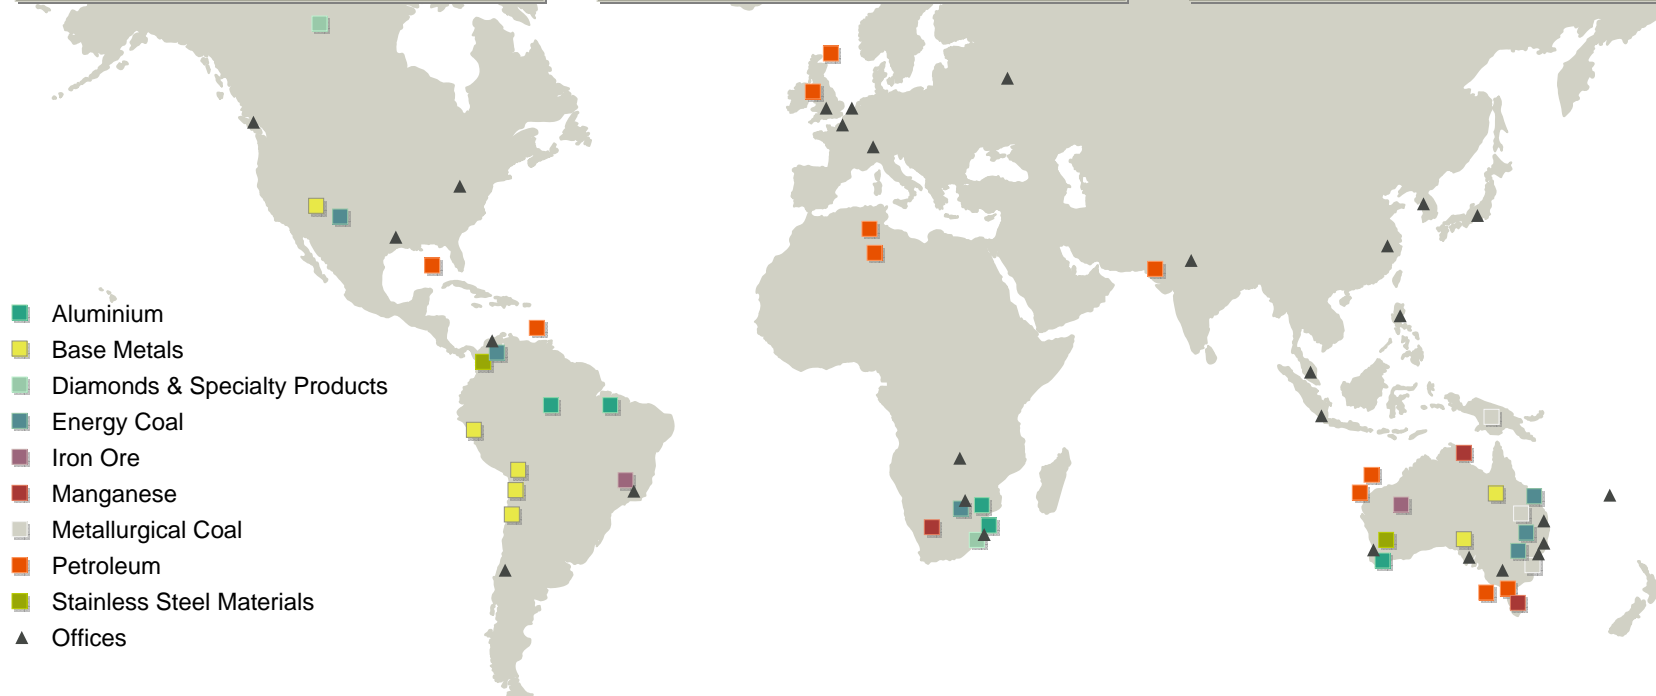 Aluminium
Base Metals
Diamonds & Specialty Products
Energy Coal
Iron Ore
Manganese
Metallurgical Coal
Petroleum
Stainless Steel Materials
Offices